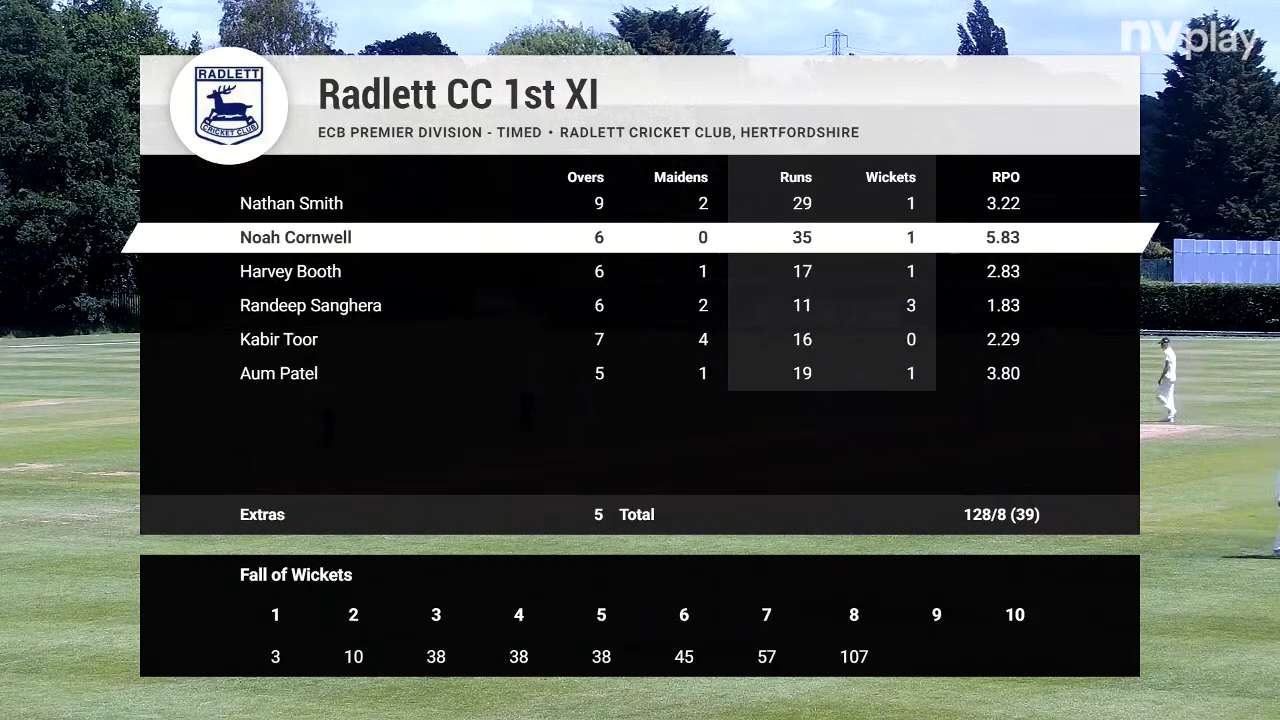 nvplay
RADLETT
CRICKET CLUB
Radlett CC 1st XI
ECB PREMIER DIVISION - TIMED • RADLETT CRICKET CLUB, HERTFORDSHIRE
Overs Maidens Runs Wickets RPO
Nathan Smith 9 2 29 1 3.22
Noah Cornwell 6 0 35 1 5.83
Harvey Booth 6 1 17 1 2.83
Randeep Sanghera 6 2 11 3 1.83
Kabir Toor 7 4 16 0 2.29
Aum Patel 5 1 19 1 3.80
Extras 5 Total 128/8 (39)
Fall of Wickets
1 2 3 4 5 6 7 8 9 10
3 10 38 38 38 45 57 107